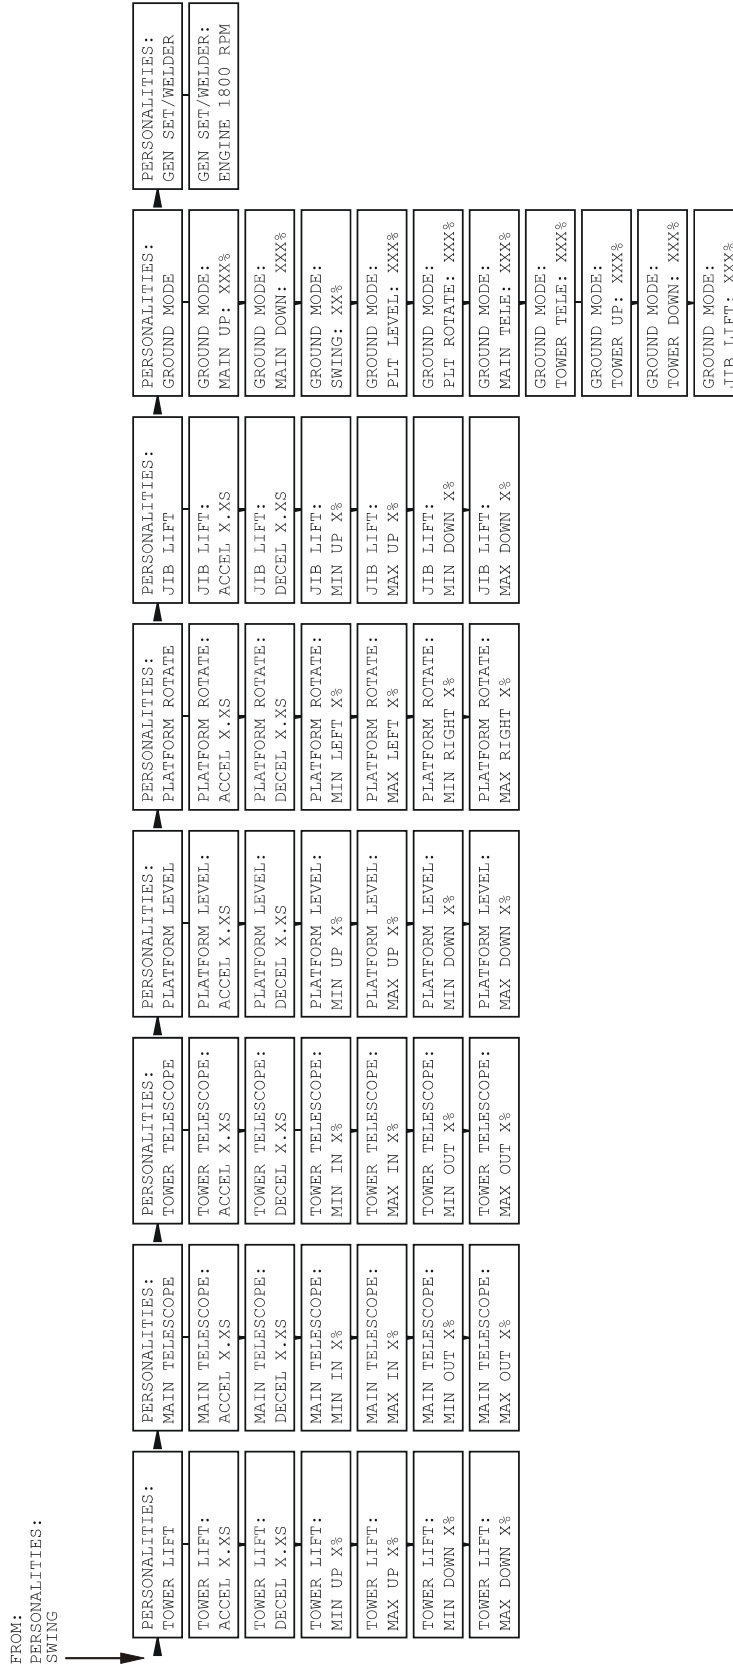 FROM:
PERSONALITIES:
SWING
PERSONALITIES:
TOWER LIFT
TOWER LIFT:
ACCEL X.XS
TOWER LIFT:
DECEL X.XS
TOWER LIFT:
MIN UP X%
TOWER LIFT:
MAX UP X%
TOWER LIFT:
MIN DOWN X%
TOWER LIFT:
MAX DOWN X%
PERSONALITIES:
MAIN TELESCOPE
MAIN TELESCOPE:
ACCEL X.XS
MAIN TELESCOPE:
DECEL X.XS
MAIN TELESCOPE:
MIN IN X%
MAIN TELESCOPE:
MAX IN X%
MAIN TELESCOPE:
MIN OUT X%
MAIN TELESCOPE:
MAX OUT X%
PERSONALITIES:
TOWER TELESCOPE
TOWER TELESCOPE:
ACCEL X.XS
TOWER TELESCOPE:
DECEL X.XS
TOWER TELESCOPE:
MIN IN X%
TOWER TELESCOPE:
MAX IN X%
TOWER TELESCOPE:
MIN OUT X%
TOWER TELESCOPE:
MAX OUT X%
PERSONALITIES:
PLATFORM LEVEL
PLATFORM LEVEL:
ACCEL X.XS
PLATFORM LEVEL:
DECEL X.XS
PLATFORM LEVEL:
MIN UP X%
PLATFORM LEVEL:
MAX UP X%
PLATFORM LEVEL:
MIN DOWN X%
PLATFORM LEVEL:
MAX DOWN X%
PERSONALITIES:
PLATFORM ROTATE
PLATFORM ROTATE:
ACCEL X.XS
PLATFORM ROTATE:
DECEL X.XS
PLATFORM ROTATE:
MIN LEFT X%
PLATFORM ROTATE:
MAX LEFT X%
PLATFORM ROTATE:
MIN RIGHT X%
PLATFORM ROTATE:
MAX RIGHT X%
PERSONALITIES:
JIB LIFT
JIB LIFT:
ACCEL X.XS
JIB LIFT:
DECEL X.XS
JIB LIFT:
MIN UP X%
JIB LIFT:
MAX UP X%
JIB LIFT:
MIN DOWN X%
JIB LIFT:
MAX DOWN X%
PERSONALITIES:
GROUND MODE
GROUND MODE:
MAIN UP: XXX%
GROUND MODE:
MAIN DOWN: XXX%
GROUND MODE:
SWING: XX%
GROUND MODE:
PLT LEVEL: XXX%
GROUND MODE:
PLT ROTATE: XXX%
GROUND MODE:
MAIN TELE: XXX%
GROUND MODE:
TOWER TELE: XXX%
GROUND MODE:
TOWER UP: XXX%
GROUND MODE:
TOWER DOWN: XXX%
GROUND MODE:
JIB LIFT: XXX%
PERSONALITIES:
GEN SET/WELDER
GEN SET/WELDER:
ENGINE 1800 RPM